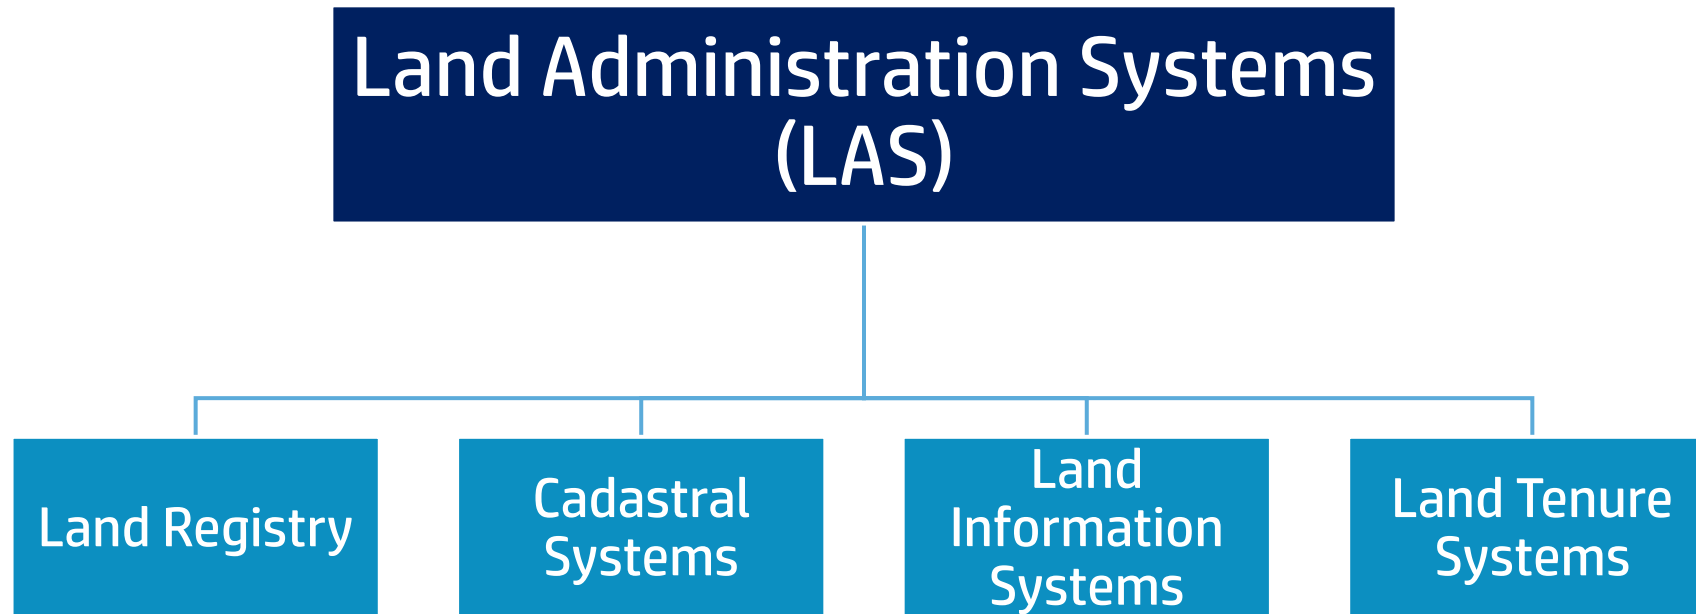 Land Administration Systems
(LAS)
Land Registry
Cadastral
Systems
Land
Information
Systems
Land Tenure
Systems